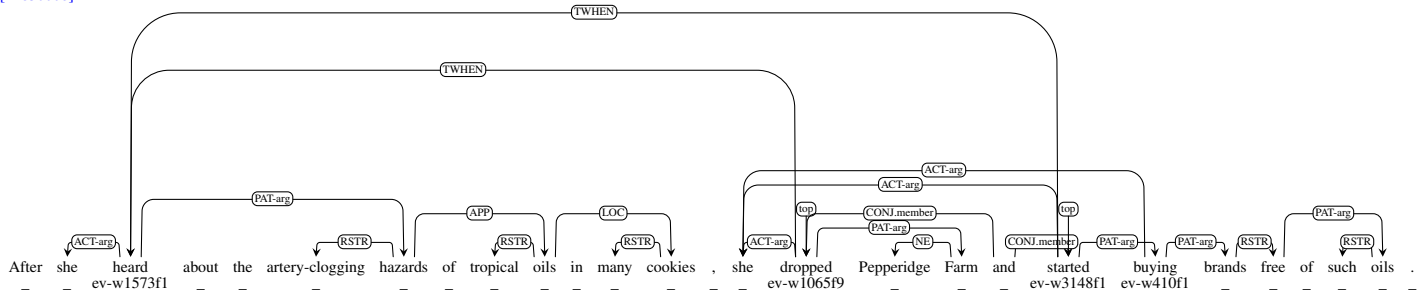 TWHEN
TWHEN
ACT-arg
ACT-arg
PAT-arg top top
APP LOC CONJ.member PAT-arg
PAT-arg
ACT-arg RSTR RSTR RSTR ACT-arg NE CONJ.member PAT-arg PAT-arg RSTR RSTR
After she heard about the artery-clogging hazards of tropical oils in many cookies , she dropped Pepperidge Farm and started buying brands free of such oils .
_ _ ev-w1573f1 _ _ _ _ _ _ _ _ _ _ _ _ ev-w1065f9 _ _ _ ev-w3148f1 ev-w410f1 _ _ _ _ _ _